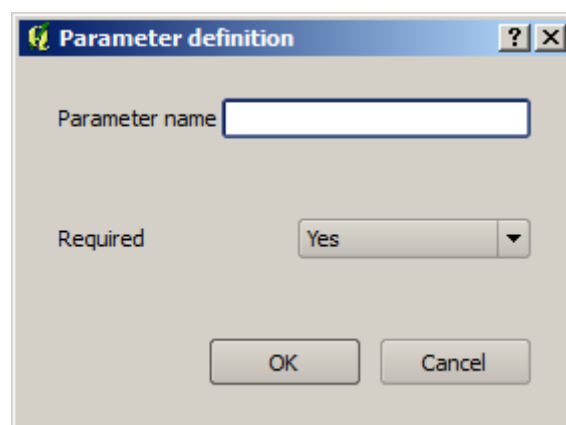 Parameter definition
Parameter name
Required Yes
OK Cancel